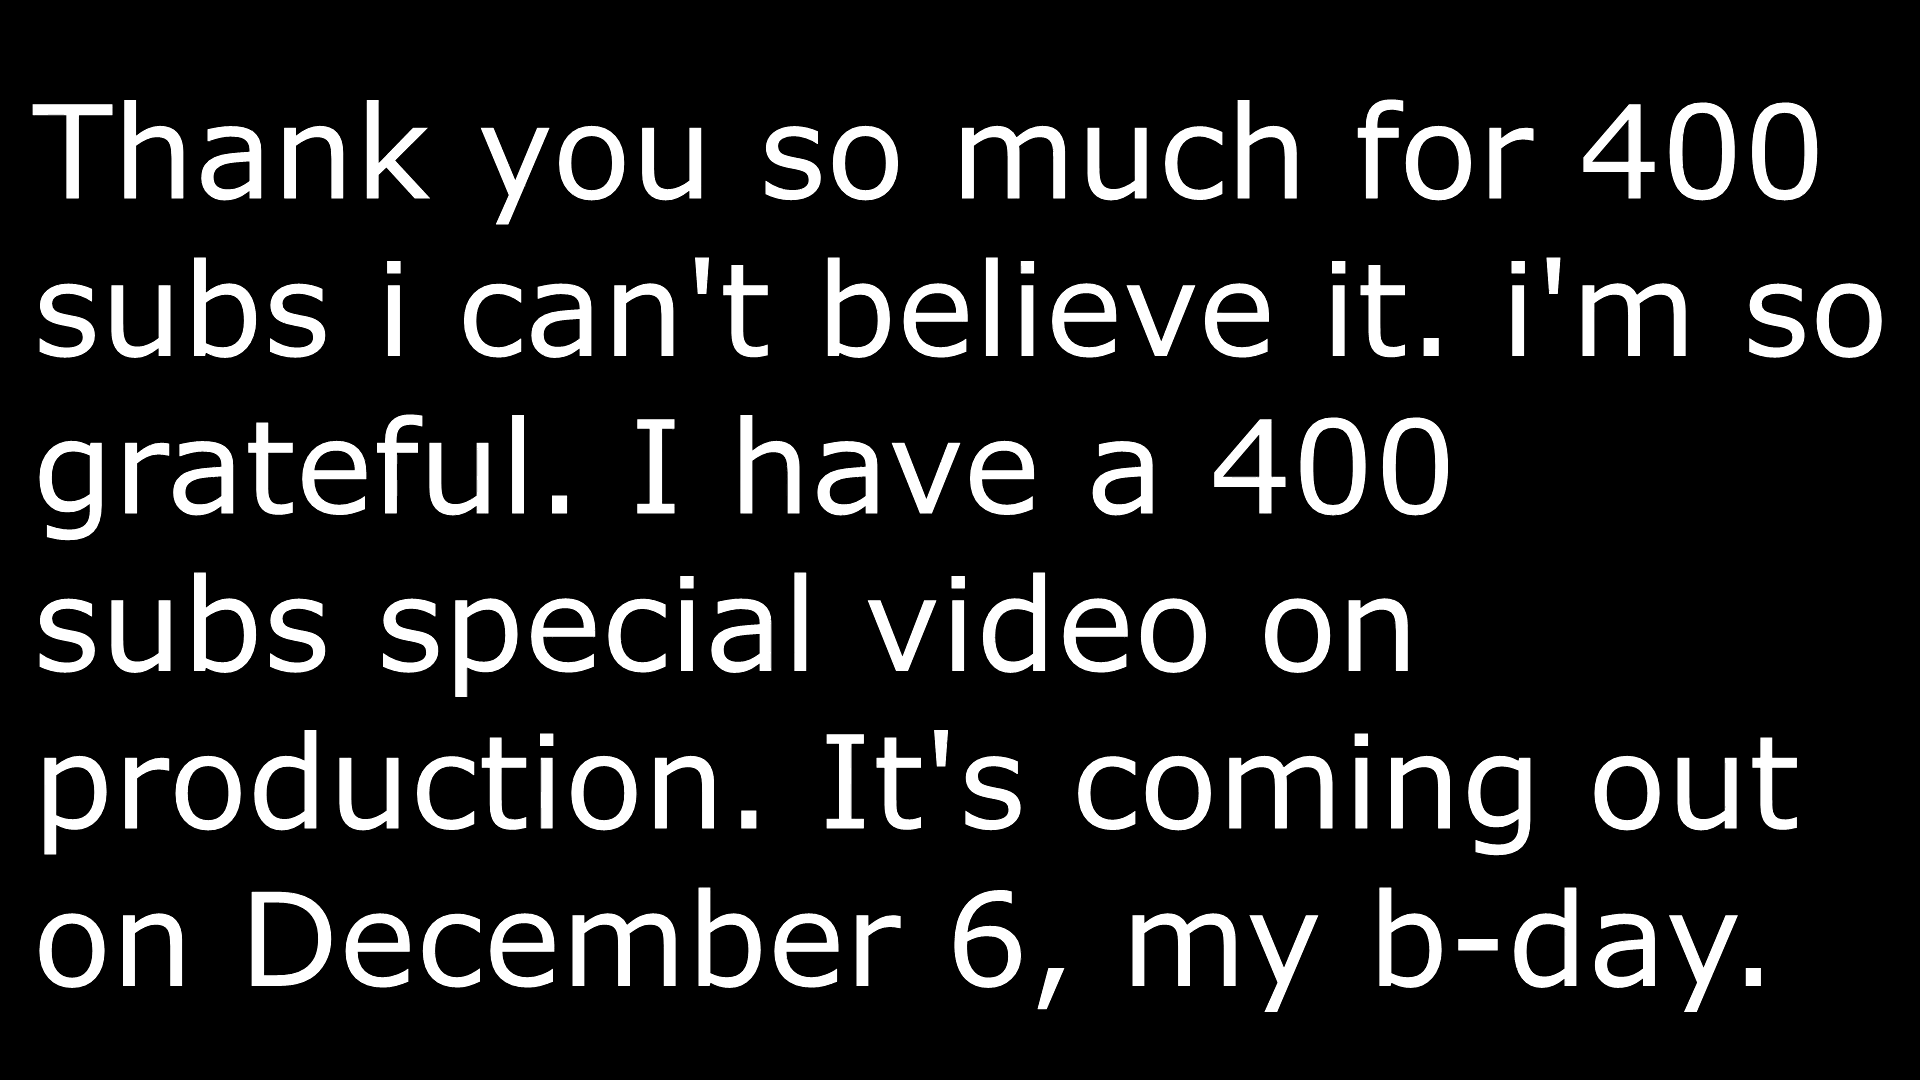 Thank you so much for 400
subs i can't believe it. i'm so
grateful. I have a 400
subs special video on
production. It's coming out
on December 6, my b-day.